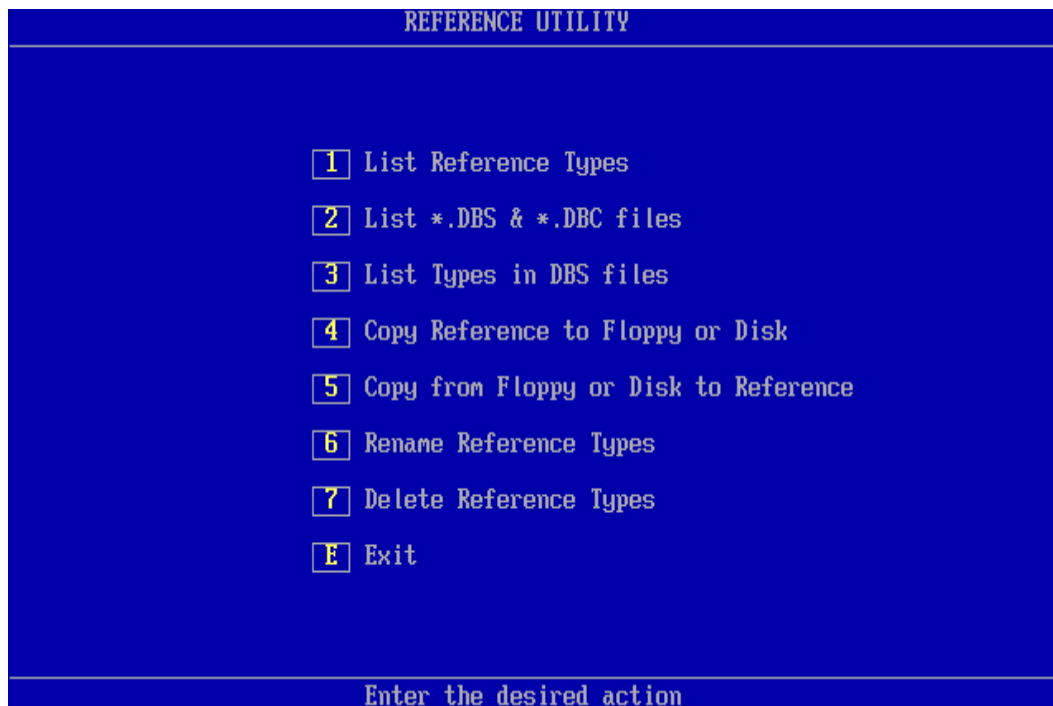 REFERENCE UTILITY
1 List Reference Types
2 List *.DBS & *.DBC files
3 List Types in DBS files
4 Copy Reference to Floppy or Disk
5 Copy from Floppy or Disk to Reference
6 Rename Reference Types
7 Delete Reference Types
E Exit
Enter the desired action